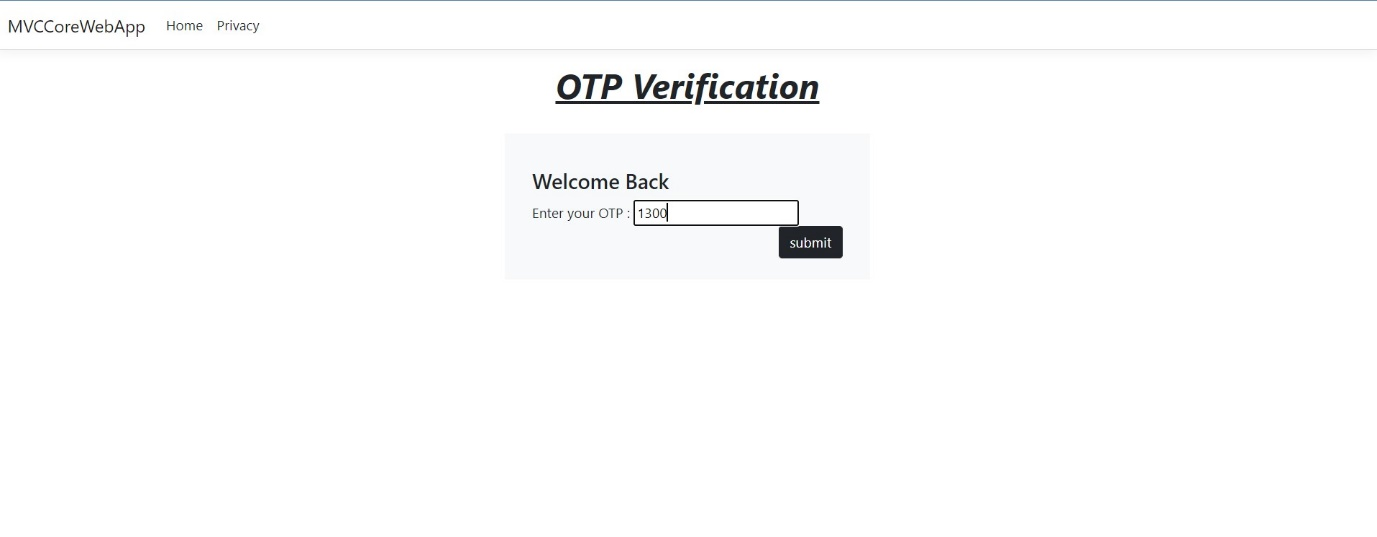 MVCCoreWebApp Home Privacy
OTP Verification
Welcome Back
Enter your OTP : 1300
submit